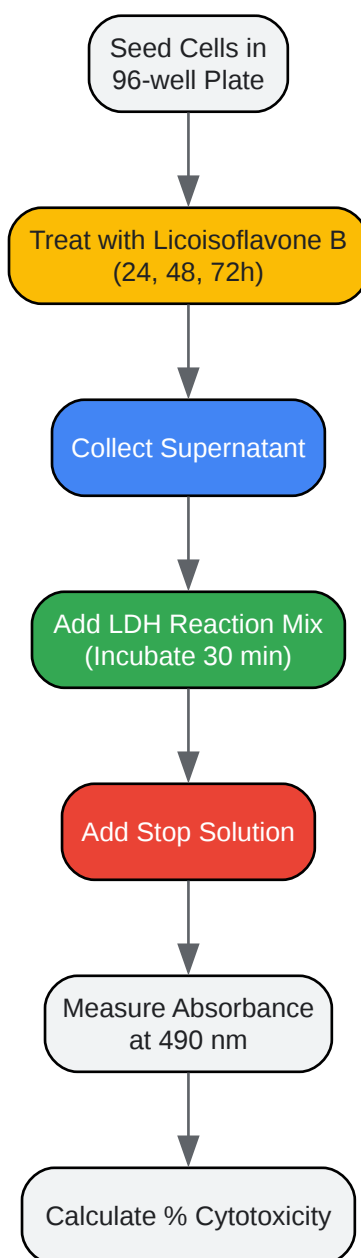 Seed Cells in
96-well Plate
Treat with Licoisoflavone B
(24, 48, 72h)
Collect Supernatant
Add LDH Reaction Mix
(Incubate 30 min)
Add Stop Solution
Measure Absorbance
at 490 nm
Calculate % Cytotoxicity